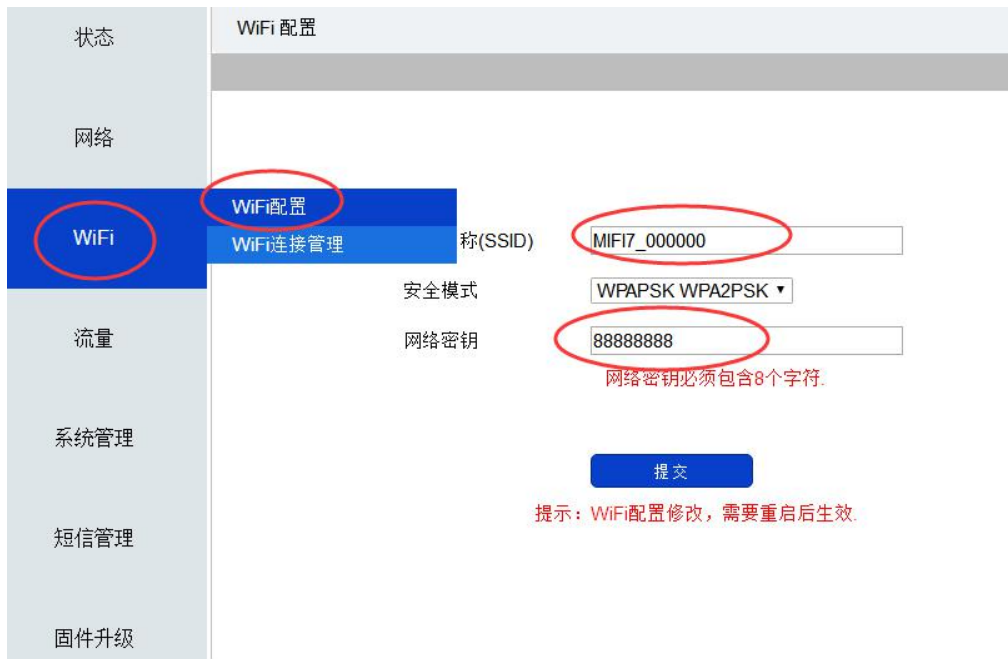 状态
WiFi 配置
网络
WiFi
WiFi配置
WiFi连接管理
称(SSID)
MIFI7_000000
安全模式
WPAPSK WPA2PSK
网络密钥
88888888
网络密钥必须包含8个字符.
流量
系统管理
提交
提示：WiFi配置修改，需要重启后生效.
短信管理
固件升级